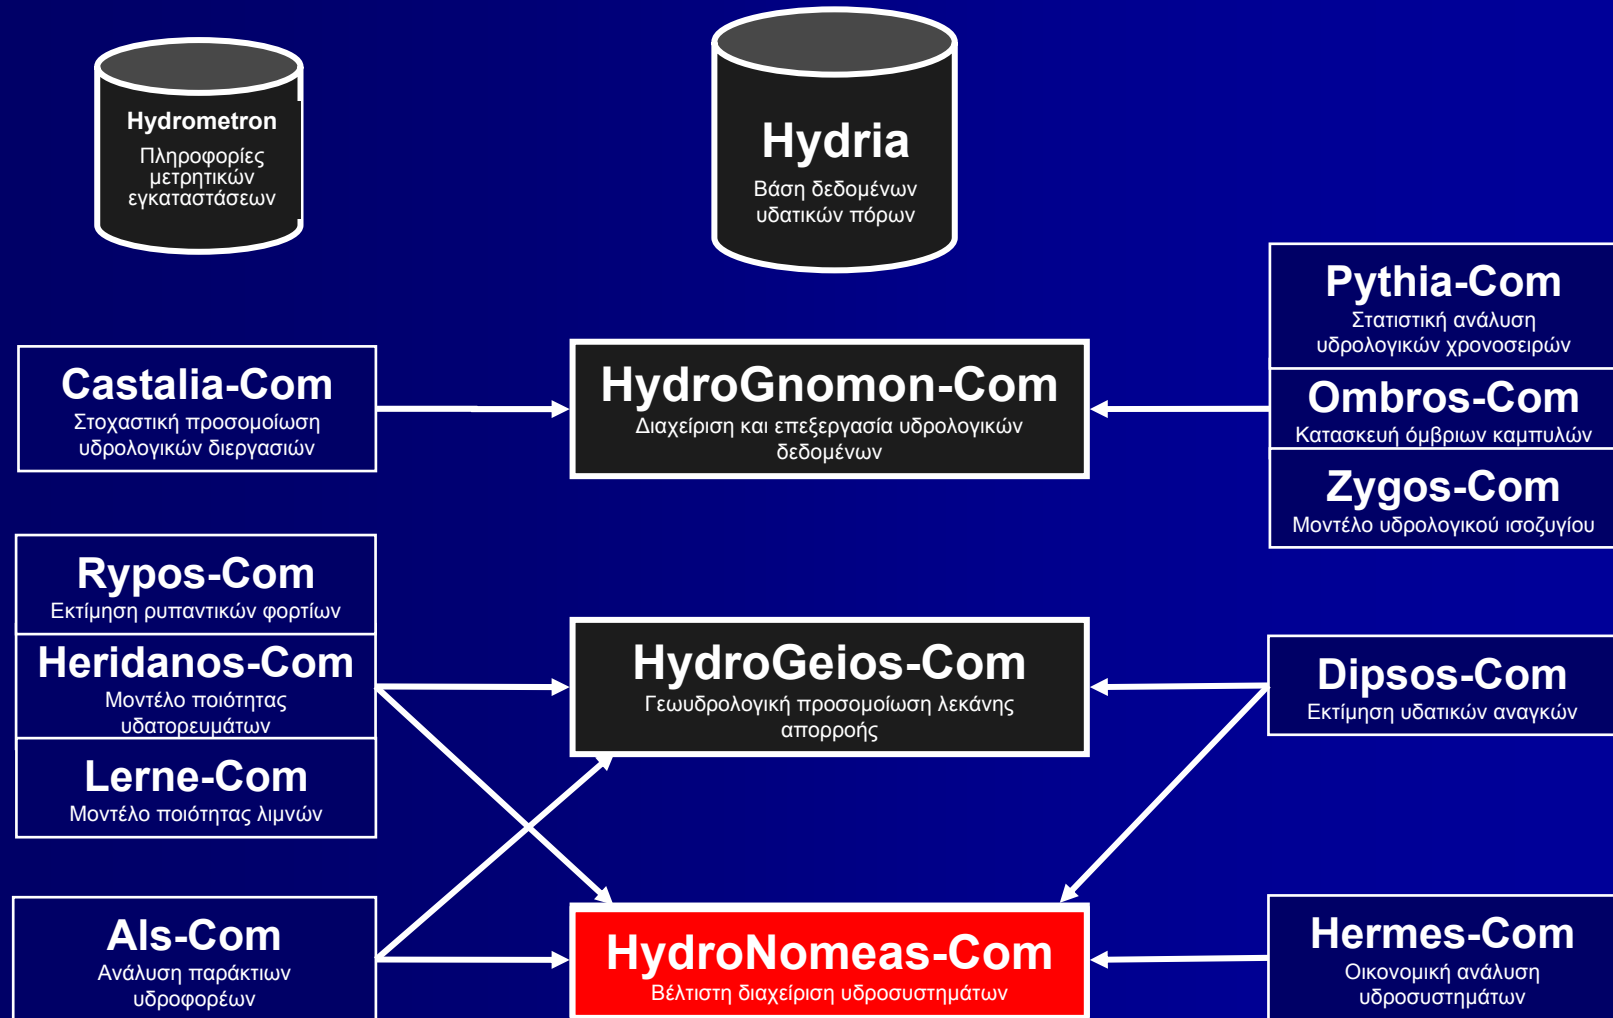 Hydrometron
Πληροφορίες
μετρητικών
εγκαταστάσεων
Hydria
Βάση δεδομένων
υδατικών πόρων
Castalia-Com
Στοχαστική προσομοίωση
υδρολογικών διεργασιών
HydroGnomon-Com
Διαχείριση και επεξεργασία υδρολογικών
δεδομένων
Pythia-Com
Στατιστική ανάλυση
υδρολογικών χρονοσειρών
Ombros-Com
Κατασκευή όμβριων καμπυλών
Zygos-Com
Μοντέλο υδρολογικού ισοζυγίου
Rypos-Com
Εκτίμηση ρυπαντικών φορτίων
Heridanos-Com
Μοντέλο ποιότητας
υδατορευμάτων
Lerne-Com
Μοντέλο ποιότητας λιμνών
HydroGeios-Com
Γεωυδρολογική προσομοίωση λεκάνης
απορροής
Dipsos-Com
Εκτίμηση υδατικών αναγκών
Als-Com
Ανάλυση παράκτιων
υδροφορέων
HydroNomeas-Com
Βέλτιστη διαχείριση υδροσυστημάτων
Hermes-Com
Οικονομική ανάλυση
υδροσυστημάτων